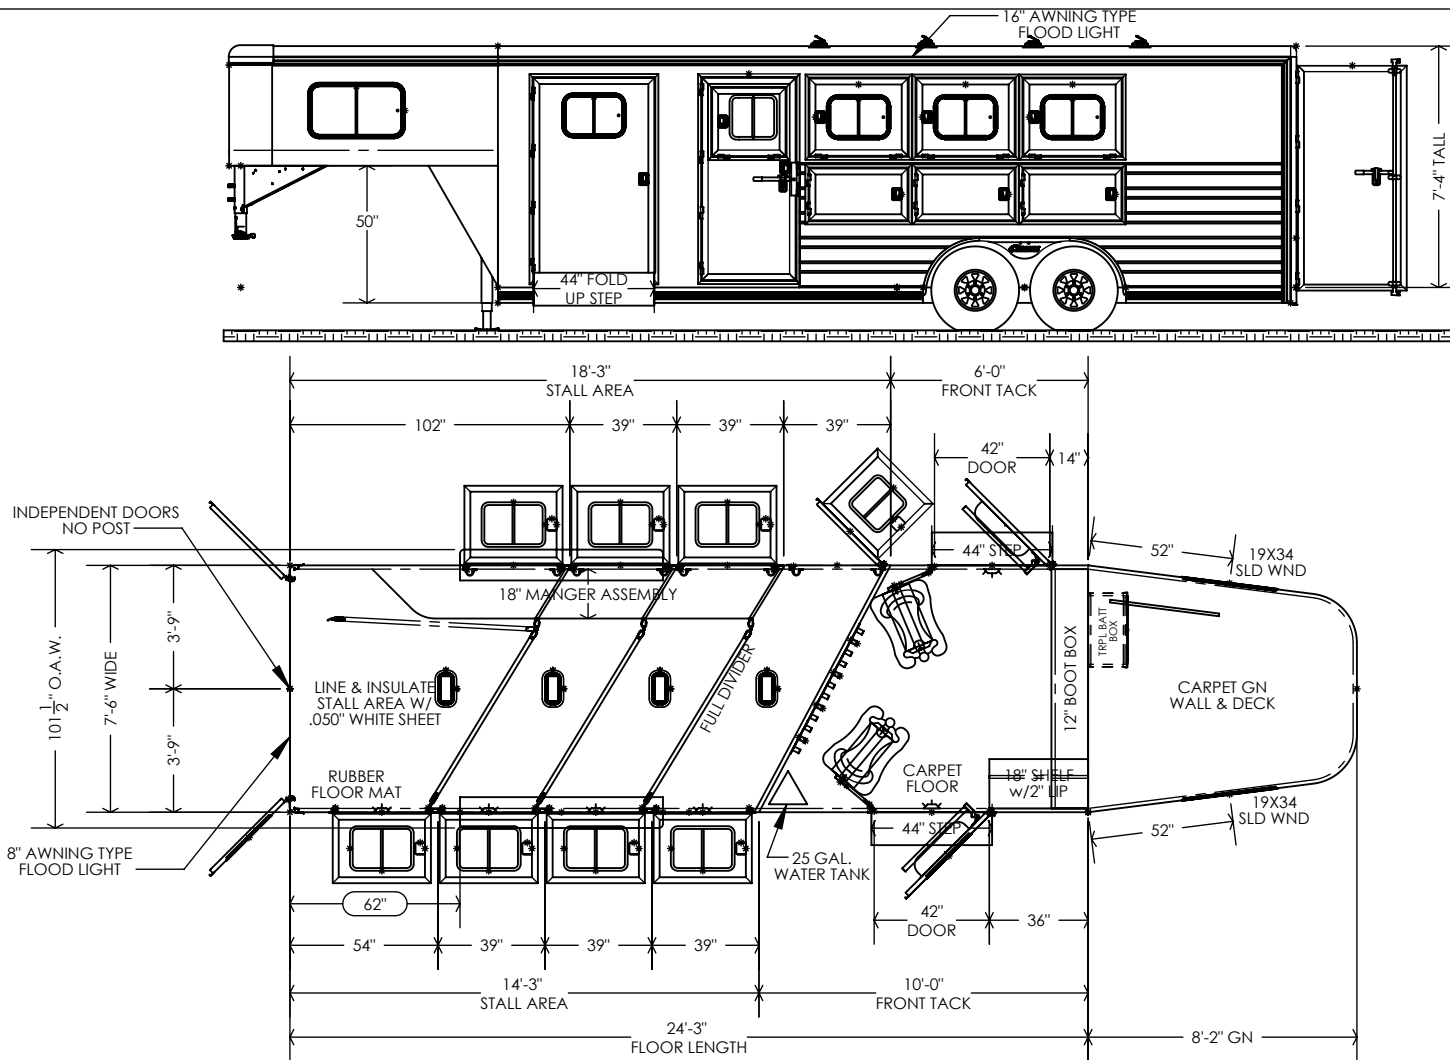 16" AWNING TYPE
FLOOD LIGHT
50"
44" FOLD
UP STEP
7'-4" TALL
18'-3"
STALL AREA
6'-0"
FRONT TACK
102"
39"
39"
39"
42"
DOOR
14"
INDEPENDENT DOORS
NO POST
44" STEP
52"
19X34
SLD WND
18" MANGER ASSEMBLY
101 1/2" O.A.W.
7'-6" WIDE
3'-9"
3'-9"
LINE & INSULATE
STALL AREA W/
.050" WHITE SHEET
FULL DIVIDER
12" BOOT BOX
TRPL BATT
BOX
CARPET GN
WALL & DECK
RUBBER
FLOOR MAT
CARPET
FLOOR
18" SHELF
w/2" LIP
8" AWNING TYPE
FLOOD LIGHT
44" STEP
25 GAL.
WATER TANK
52"
19X34
SLD WND
62"
42"
DOOR
36"
54"
39"
39"
39"
14'-3"
STALL AREA
10'-0"
FRONT TACK
24'-3"
FLOOR LENGTH
8'-2" GN